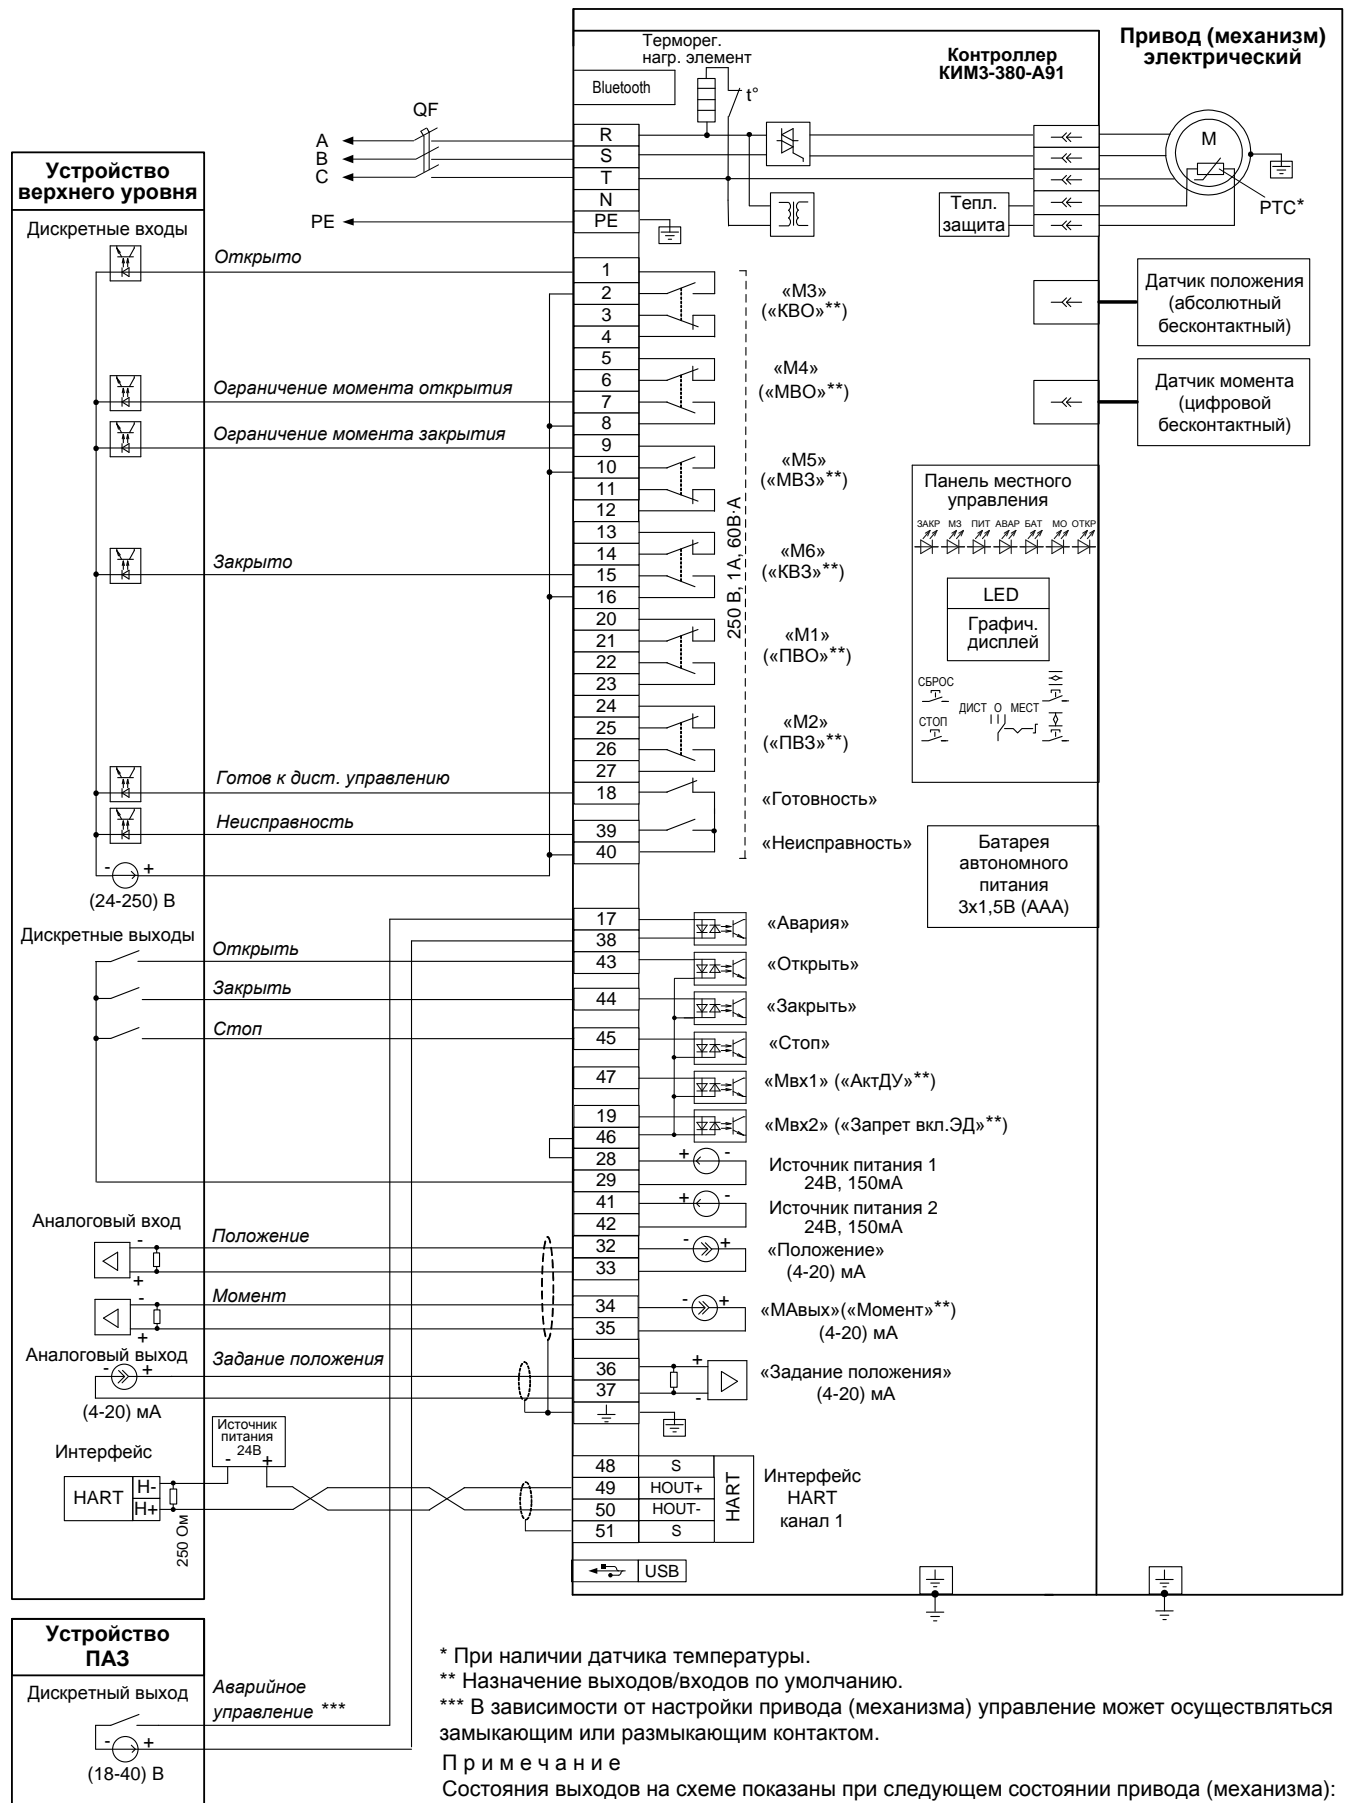 Привод (механизм)
электрический
Контроллер
КИМ3-380-А91
Терморег.
нагр. элемент
Bluetooth
t°
QF
A
B
C
PE
R
S
T
N
PE
M
Тепл.
защита
PTC*
Устройство
верхнего уровня
Дискретные входы
Открыто
Ограничение момента открытия
Ограничение момента закрытия
Закрыто
Готов к дист. управлению
Неисправность
- +
(24-250) В
1
2
3
4
5
6
7
8
9
10
11
12
13
14
15
16
20
21
22
23
24
25
26
27
18
39
40
«М3»
(«КВО»**)
«М4»
(«МВО»**)
«М5»
(«МВЗ»**)
«М6»
(«КВЗ»**)
«М1»
(«ПВО»**)
«М2»
(«ПВЗ»**)
«Готовность»
«Неисправность»
250 В, 1А, 60В·А
Датчик положения
(абсолютный
бесконтактный)
Датчик момента
(цифровой
бесконтактный)
Панель местного
управления
ЗАКР МЗ ПИТ АВАР БАТ МО ОТКР
LED
Графич.
дисплей
СБРОС
СТОП
ДИСТ О МЕСТ
Батарея
автономного
питания
3х1,5В (ААА)
Дискретные выходы
Открыть
Закрыть
Стоп
17
38
43
44
45
47
19
46
28
29
41
42
32
33
34
35
36
37
«Авария»
«Открыть»
«Закрыть»
«Стоп»
«Мвх1» («АктДУ»**)
«Мвх2» («Запрет вкл.ЭД»**)
+ -
Источник питания 1
24В, 150мА
+ -
Источник питания 2
24В, 150мА
- +
«Положение»
(4-20) мА
- +
«МАвых»(«Момент»**)
(4-20) мА
+
-
«Задание положения»
(4-20) мА
Аналоговый вход
-
+
Положение
-
+
Момент
Аналоговый выход
- +
Задание положения
(4-20) мА
Источник
питания
24В
- +
Интерфейс
HART
H-
H+
250 Ом
48
49
50
51
S
HOUT+
HOUT-
S
HART
Интерфейс
HART
канал 1
USB
Устройство
ПАЗ
Дискретный выход
Аварийное
управление ***
- +
(18-40) В
* При наличии датчика температуры.
** Назначение выходов/входов по умолчанию.
*** В зависимости от настройки привода (механизма) управление может осуществляться
замыкающим или размыкающим контактом.
П р и м е ч а н и е
Состояния выходов на схеме показаны при следующем состоянии привода (механизма):